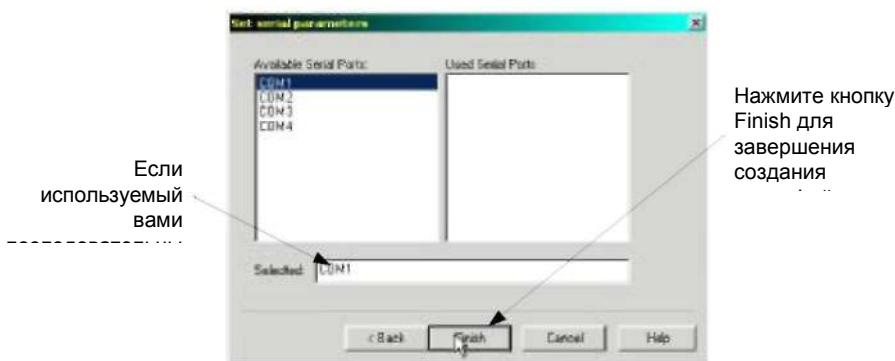 Set serial parameters
Available Serial Ports:
Used Serial Ports
COM1
COM2
COM3
COM4
Если
используемый
вами
Нажмите кнопку
Finish для
завершения
создания
Selected:
COM1
< Back
Finish
Cancel
Help